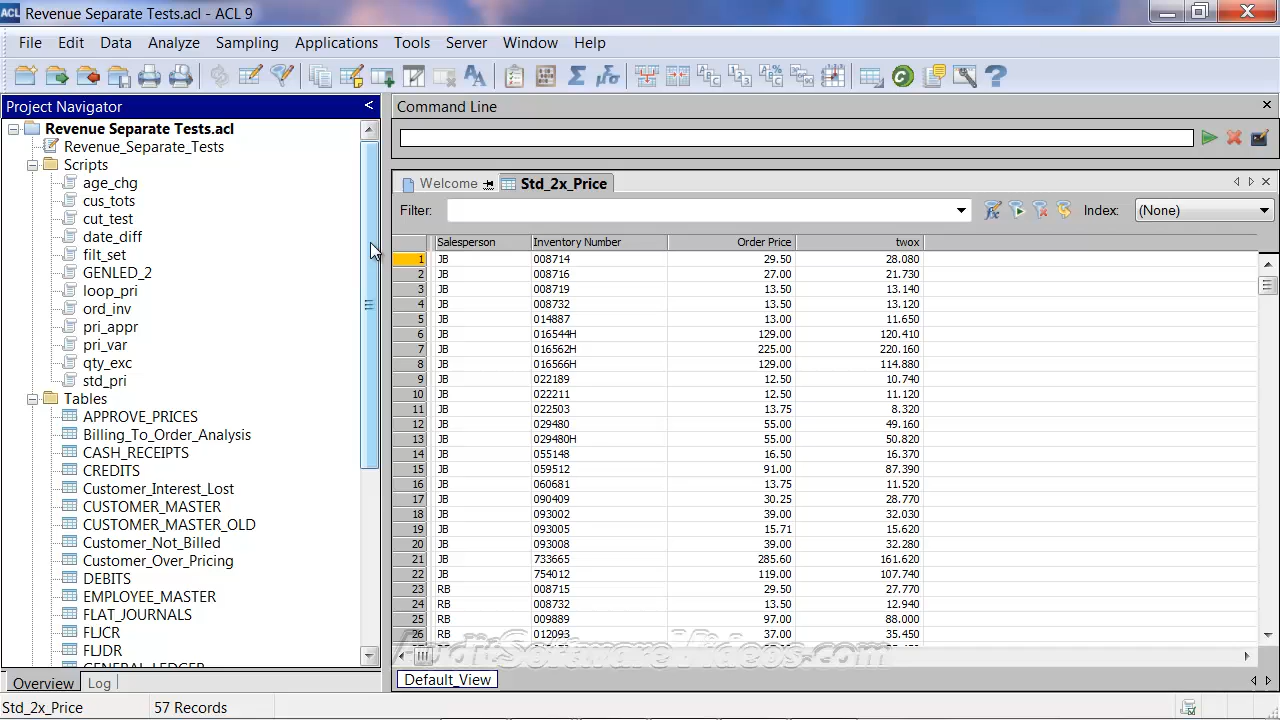 ACL Revenue Separate Tests.acl - ACL 9
File Edit Data Analyze Sampling Applications Tools Server Window Help
Project Navigator <
Revenue Separate Tests.acl
Revenue_Separate_Tests
Scripts
age_chg
cus_tots
cut_test
date_diff
filt_set
GENLED_2
loop_pri
ord_inv
pri_appr
pri_var
qty_exc
std_pri
Tables
APPROVE_PRICES
Billing_To_Order_Analysis
CASH_RECEIPTS
CREDITS
Customer_Interest_Lost
CUSTOMER_MASTER
CUSTOMER_MASTER_OLD
Customer_Not_Billed
Customer_Over_Pricing
DEBITS
EMPLOYEE_MASTER
FLAT_JOURNALS
FLJCR
FLJDR
GENERAL_LEDGER
Overview Log
Command Line
Welcome Std_2x_Price
Filter: Index: (None)
Salesperson Inventory Number Order Price twox
1 JB 008714 29.50 28.080
2 JB 008716 27.00 21.730
3 JB 008719 13.50 13.140
4 JB 008732 13.50 13.120
5 JB 014887 13.00 11.650
6 JB 016544H 129.00 120.410
7 JB 016562H 225.00 220.160
8 JB 016566H 129.00 114.880
9 JB 022189 12.50 10.740
10 JB 022211 12.50 11.120
11 JB 022503 13.75 8.320
12 JB 029480 55.00 49.160
13 JB 029480H 55.00 50.820
14 JB 055148 16.50 16.370
15 JB 059512 91.00 87.390
16 JB 060681 13.75 11.520
17 JB 090409 30.25 28.770
18 JB 093002 39.00 32.030
19 JB 093005 15.71 15.620
20 JB 093008 39.00 32.280
21 JB 733665 285.60 161.620
22 JB 754012 119.00 107.740
23 RB 008715 29.50 27.770
24 RB 008732 13.50 12.940
25 RB 009889 97.00 88.000
26 RB 012093 37.00 35.450
AuditSoftwareVideos.com
Default_View
Std_2x_Price 57 Records